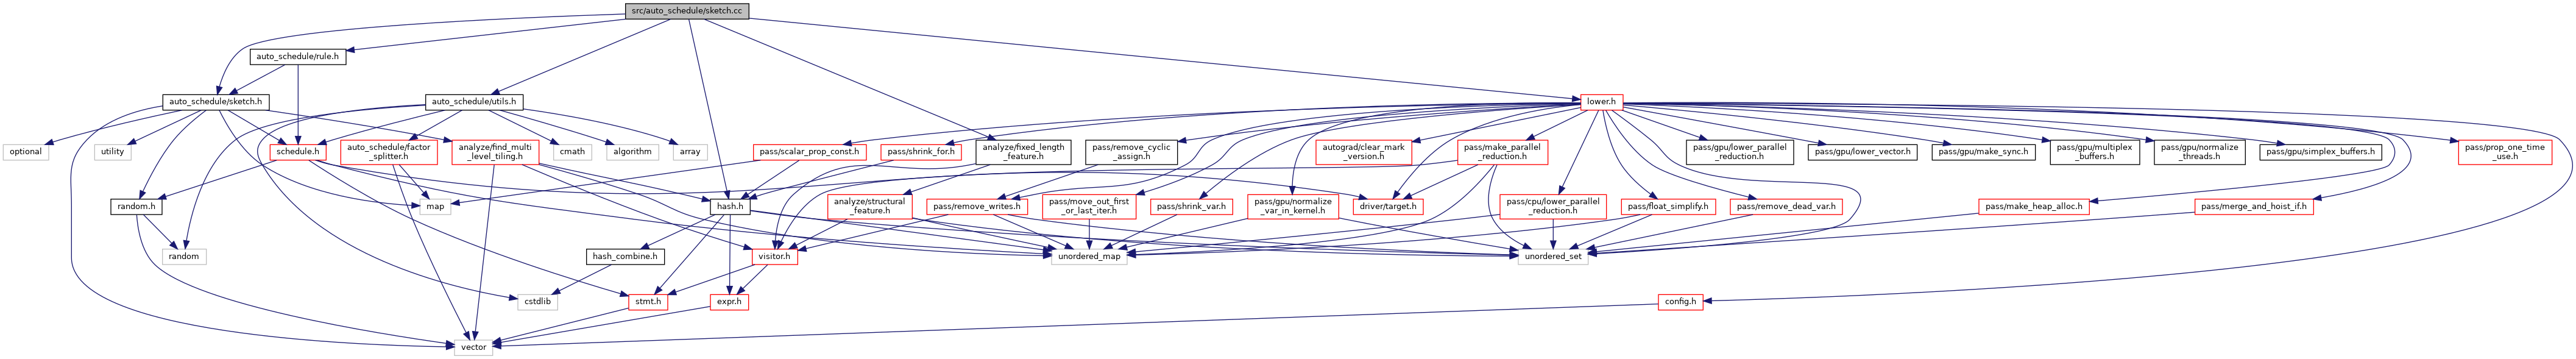 src/auto_schedule/sketch.cc
auto_schedule/rule.h
auto_schedule/sketch.h
auto_schedule/utils.h
lower.h
optional
utility
schedule.h
auto_schedule/factor
_splitter.h
analyze/find_multi
_level_tiling.h
cmath
algorithm
array
pass/scalar_prop_const.h
pass/shrink_for.h
analyze/fixed_length
_feature.h
pass/remove_cyclic
_assign.h
autograd/clear_mark
_version.h
pass/make_parallel
_reduction.h
pass/gpu/lower_parallel
_reduction.h
pass/gpu/lower_vector.h
pass/gpu/make_sync.h
pass/gpu/multiplex
_buffers.h
pass/gpu/normalize
_threads.h
pass/gpu/simplex_buffers.h
pass/prop_one_time
_use.h
random.h
map
hash.h
analyze/structural
_feature.h
pass/remove_writes.h
pass/move_out_first
_or_last_iter.h
pass/shrink_var.h
pass/gpu/normalize
_var_in_kernel.h
driver/target.h
pass/cpu/lower_parallel
_reduction.h
pass/float_simplify.h
pass/remove_dead_var.h
pass/make_heap_alloc.h
pass/merge_and_hoist_if.h
random
hash_combine.h
visitor.h
unordered_map
unordered_set
cstdlib
stmt.h
expr.h
config.h
vector